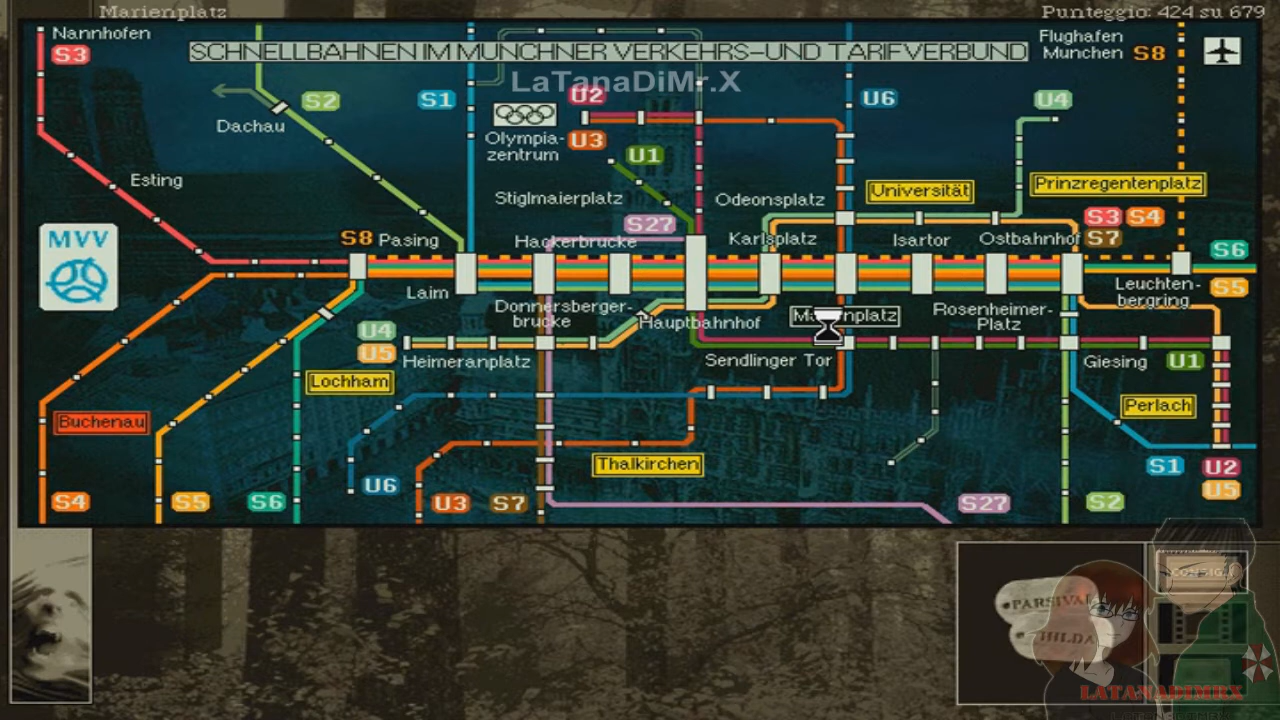 Marienplatz
Punteggio: 424 su 679
Nannhofen
S3
SCHNELLBAHNEN IM MUNCHNER VERKEHRS-UND TARIFVERBUND
Flughafen
Munchen S8
LaTanaDiMr.X
S2
S1
U2
U6
U4
Dachau
Olympia-
zentrum
U3
U1
Esting
Stiglmaierplatz
Odeonsplatz
Universität
Prinzregentenplatz
S27
S3 S4
MVV
S8 Pasing
Hackerbrucke
Karlsplatz
Isartor
Ostbahnhof
S7
S6
Laim
Leuchten-
bergring
S5
Donnersberger-
brucke
Hauptbahnhof
Rosenheimer-
Platz
U4
U5
Heimeranplatz
Sendlinger Tor
Giesing U1
Lochham
Buchenau
Perlach
Thalkirchen
S1 U2
U5
S4
S5
S6
U6
U3 S7
S27
S2
PARSIVAL
HILDA
LATANADIMRX